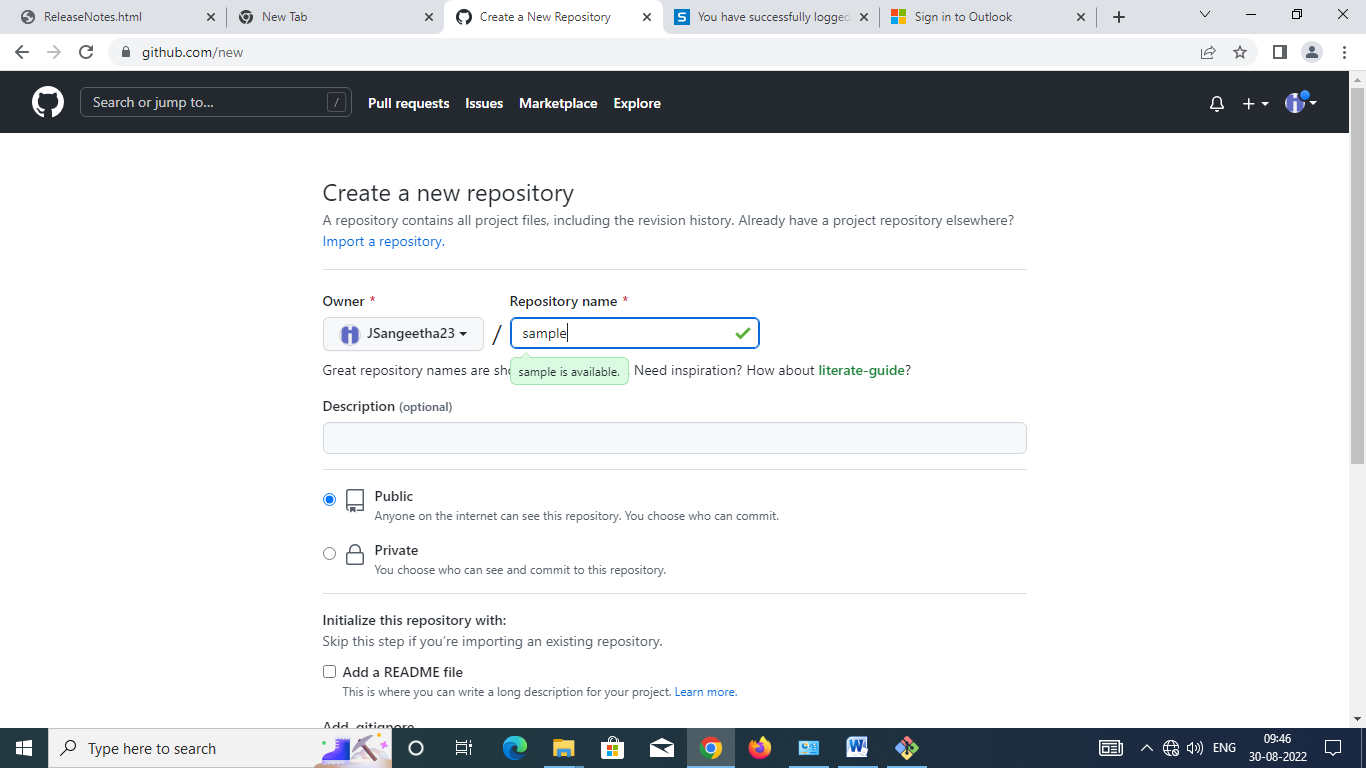 ReleaseNotes.html
New Tab
Create a New Repository
You have successfully logged
Sign in to Outlook
github.com/new
Search or jump to...
/
Pull requests
Issues
Marketplace
Explore
Create a new repository
A repository contains all project files, including the revision history. Already have a project repository elsewhere?
Import a repository.
Owner *
Repository name *
JSangeetha23
/
sample
Great repository names are
sample is available.
Need inspiration? How about literate-guide?
Description (optional)
Public
Anyone on the internet can see this repository. You choose who can commit.
Private
You choose who can see and commit to this repository.
Initialize this repository with:
Skip this step if you're importing an existing repository.
Add a README file
This is where you can write a long description for your project. Learn more.
Add .gitignore
Type here to search
ENG
09:46
30-08-2022